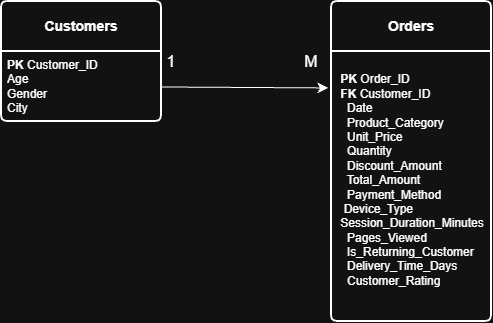 Customers
PK Customer_ID
Age
Gender
City
1
M
Orders
PK Order_ID
FK Customer_ID
Date
Product_Category
Unit_Price
Quantity
Discount_Amount
Total_Amount
Payment_Method
Device_Type
Session_Duration_Minutes
Pages_Viewed
Is_Returning_Customer
Delivery_Time_Days
Customer_Rating